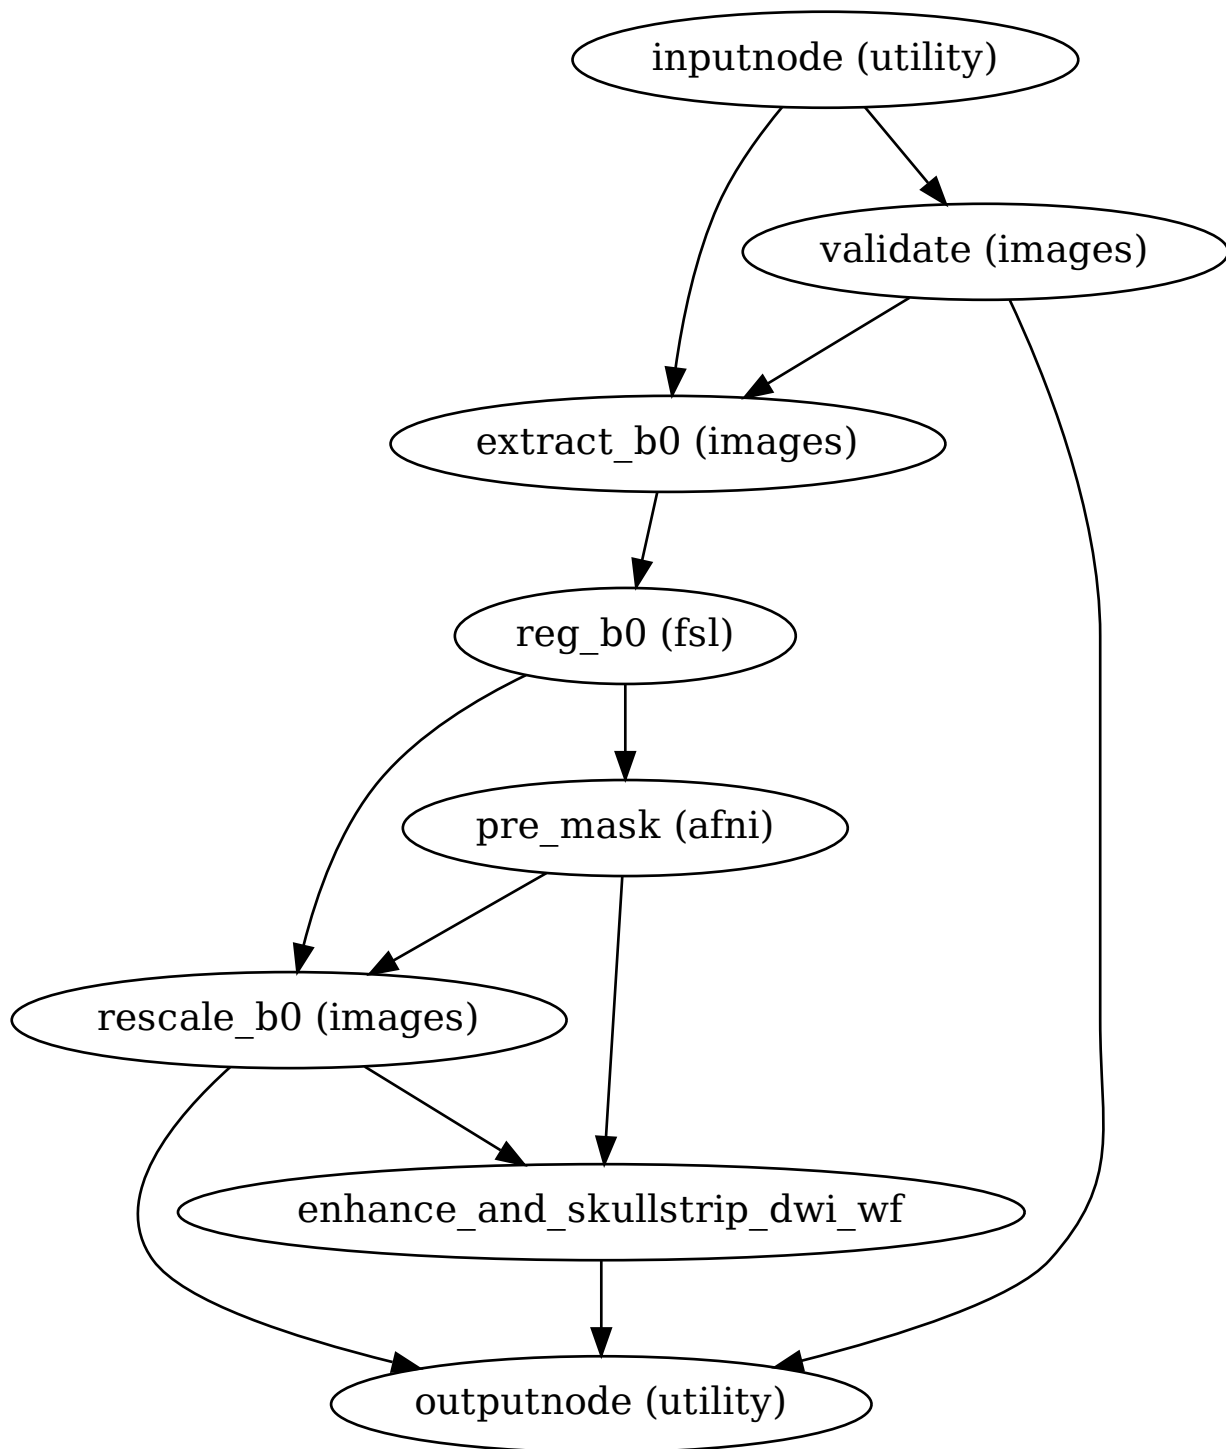 inputnode (utility)
validate (images)
extract_b0 (images)
reg_b0 (fsl)
pre_mask (afni)
rescale_b0 (images)
enhance_and_skullstrip_dwi_wf
outputnode (utility)